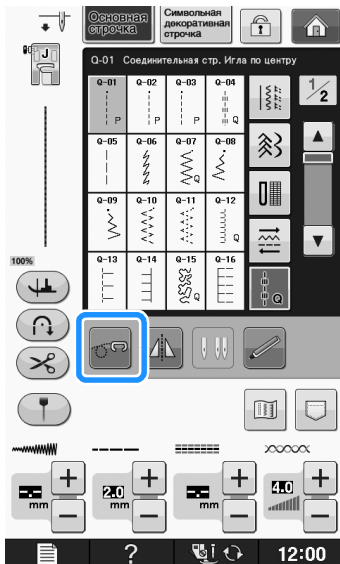 Основная
строчка
Символьная
декоративная
строчка
J
Q-01 Соединительная стр. Игла по центру
1/2
Q-01 Q-02 Q-03 Q-04
P P P Q
Q-05 Q-06 Q-07 Q-08
Q
Q-09 Q-10 Q-11 Q-12
Q
Q-13 Q-14 Q-15 Q-16
Q
Q
100%
-.- mm
2.0 mm
-.- mm
4.0
?
12:00